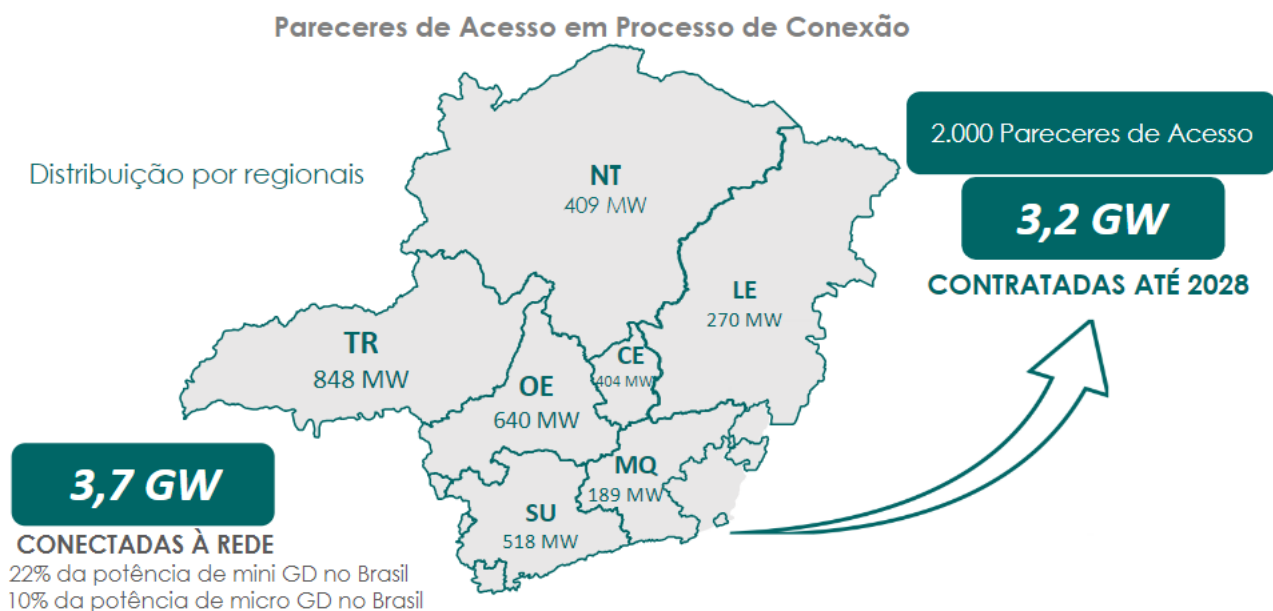 Pareceres de Acesso em Processo de Conexão
Distribuição por regionais
2.000 Pareceres de Acesso
3,2 GW
CONTRATADAS ATÉ 2028
NT
409 MW
LE
270 MW
TR
848 MW
CE
404 MW
OE
640 MW
MQ
189 MW
SU
518 MW
3,7 GW
CONECTADAS À REDE
22% da potência de mini GD no Brasil
10% da potência de micro GD no Brasil